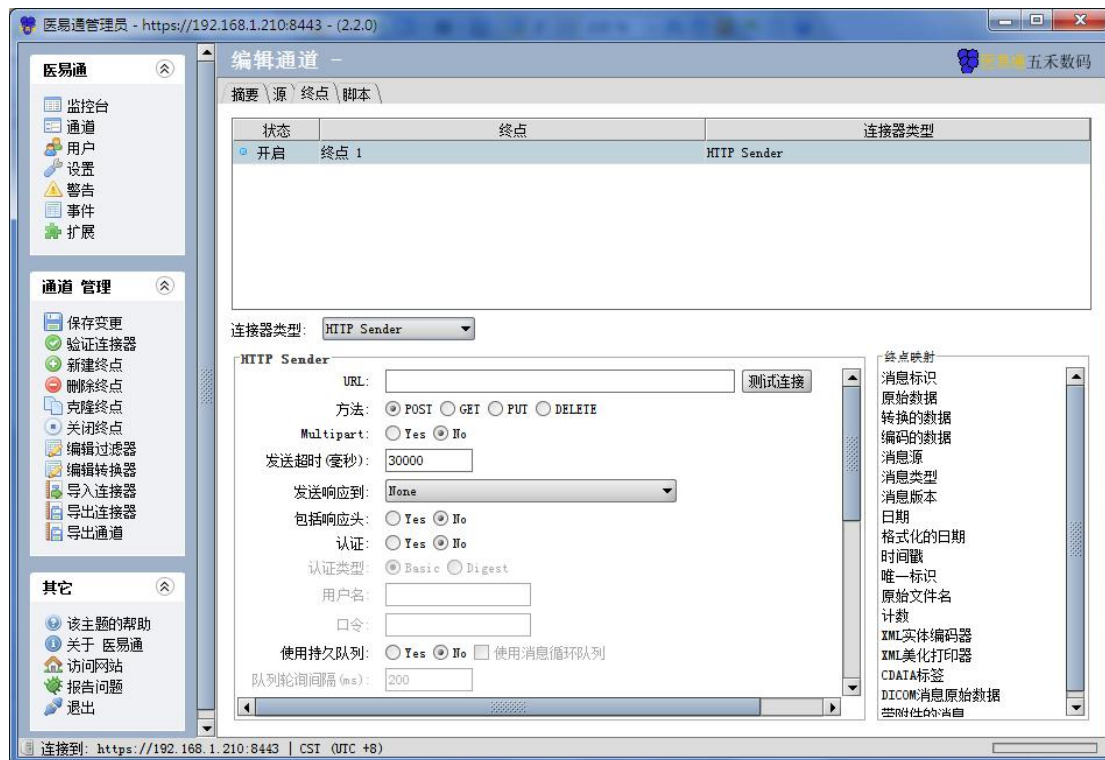 医易通管理员 - https://192.168.1.210:8443 - (2.2.0)
医易通
监控台
通道
用户
设置
警告
事件
扩展
通道 管理
保存变更
验证连接器
新建终点
删除终点
克隆终点
关闭终点
编辑过滤器
编辑转换器
导入连接器
导出连接器
导出通道
其它
该主题的帮助
关于 医易通
访问网站
报告问题
退出
编辑通道 -
医易通五禾数码
摘要 源 终点 脚本
状态 终点 连接器类型
开启 终点 1 HTTP Sender
连接器类型: HTTP Sender
HTTP Sender
URL: 测试连接
方法: POST GET PUT DELETE
Multipart: Yes No
发送超时(毫秒): 30000
发送响应到: None
包括响应头: Yes No
认证: Yes No
认证类型: Basic Digest
用户名:
口令:
使用持久队列: Yes No 使用消息循环队列
队列轮询间隔(ms): 200
终点映射
消息标识
原始数据
转换的数据
编码的数据
消息源
消息类型
消息版本
日期
格式化的日期
时间戳
唯一标识
原始文件名
计数
XML实体编码器
XML美化打印器
CDATA标签
DICOM消息原始数据
带附件的消息
连接到: https://192.168.1.210:8443 | CST (UTC +8)